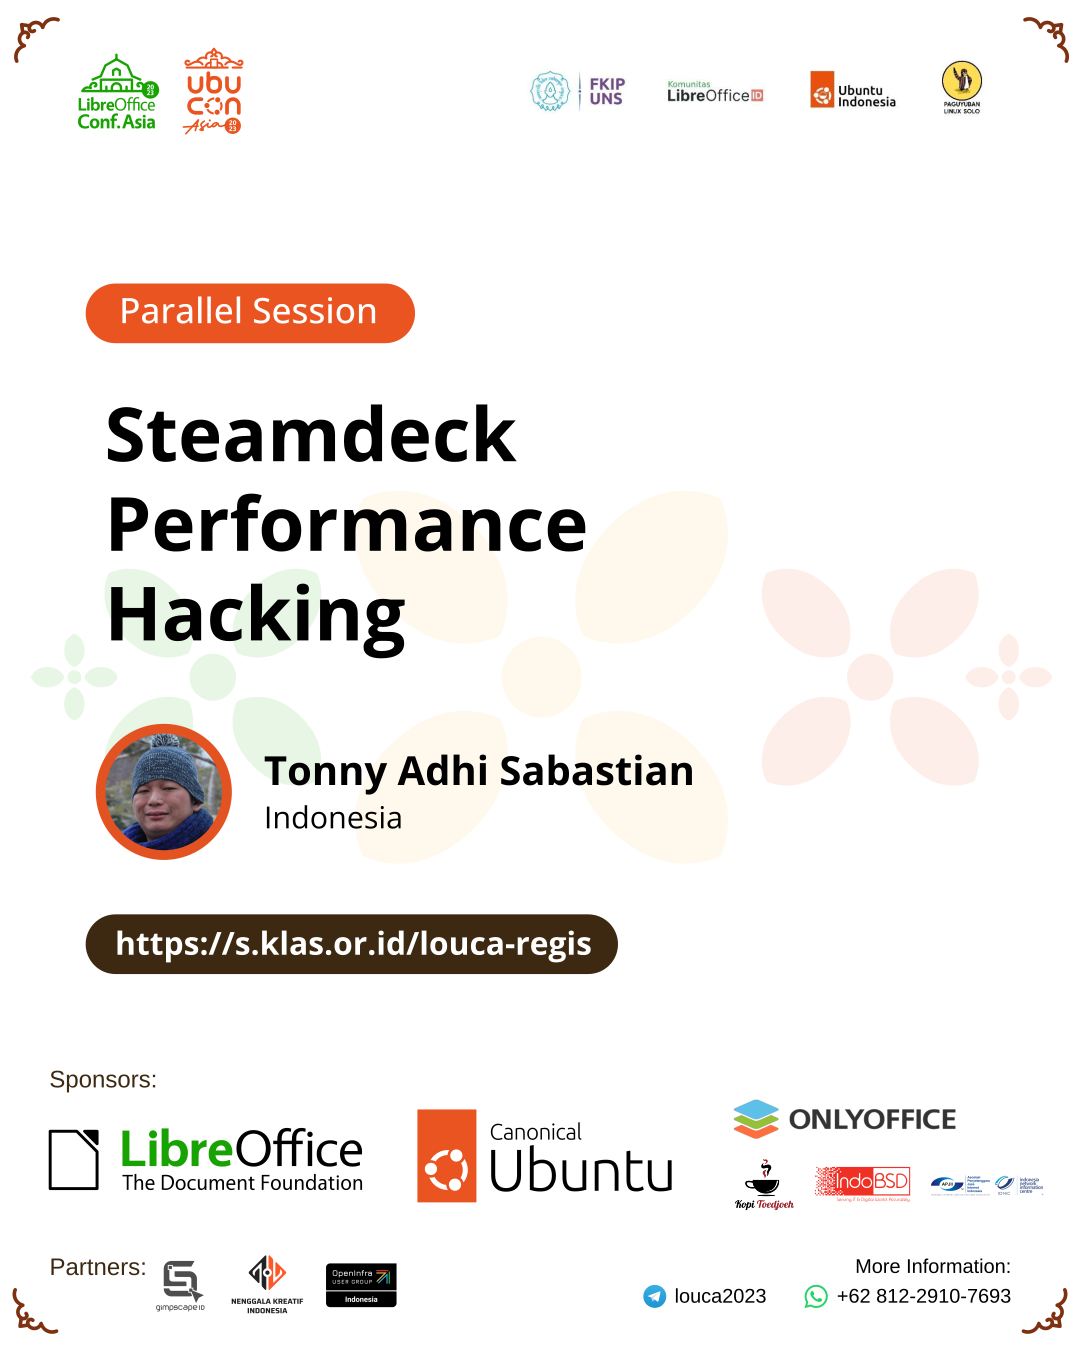 LibreOffice
Conf. Asia
2023
ubu
con
Asia
2023
FKIP
UNS
Komunitas
LibreOffice ID
Ubuntu
Indonesia
PAGUYUBAN
LINUX SOLO
Parallel Session
Steamdeck
Performance
Hacking
Tonny Adhi Sabastian
Indonesia
https://s.klas.or.id/louca-regis
Sponsors:
LibreOffice
The Document Foundation
Canonical
Ubuntu
ONLYOFFICE
Kopi Toedjoeh
IndoBSD
Partners:
gimpscape ID
NENGGALA KREATIF
INDONESIA
OpenInfra
USER GROUP
Indonesia
More Information:
louca2023
+62 812-2910-7693